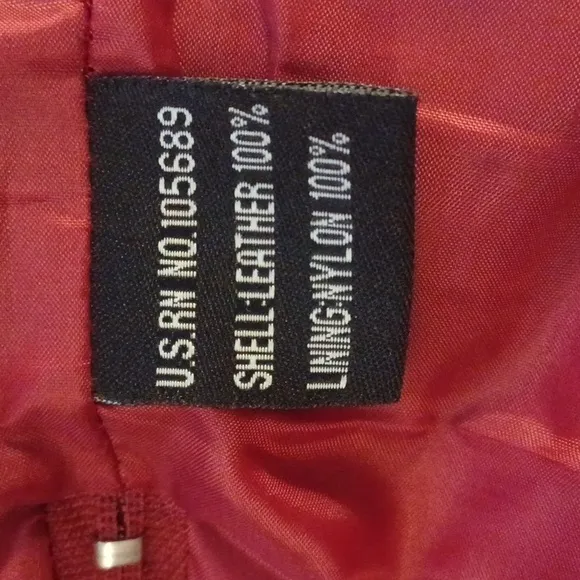 U.S.RN NO.105689
SHELL:LEATHER 100%
LINING:NYLON 100%